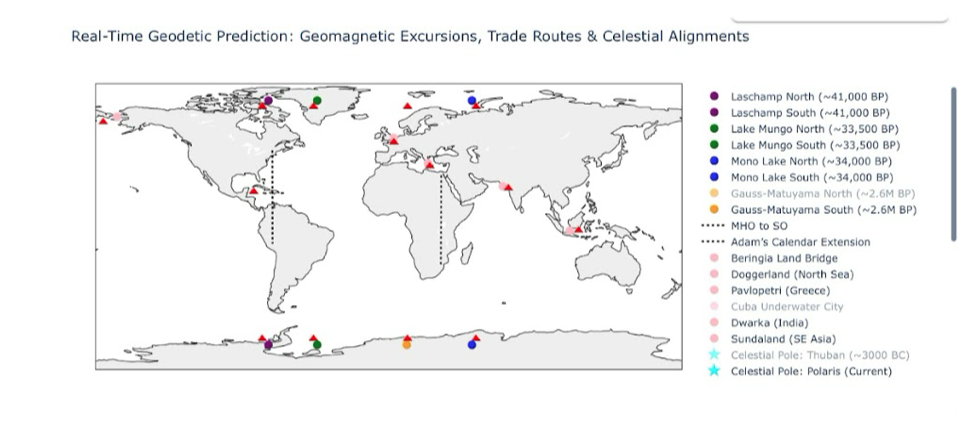 Real-Time Geodetic Prediction: Geomagnetic Excursions, Trade Routes & Celestial Alignments
Laschamp North (~41,000 BP)
Laschamp South (~41,000 BP)
Lake Mungo North (~33,500 BP)
Lake Mungo South (~33,500 BP)
Mono Lake North (~34,000 BP)
Mono Lake South (~34,000 BP)
Gauss-Matuyama North (~2.6M BP)
Gauss-Matuyama South (~2.6M BP)
MHO to SO
Adam's Calendar Extension
Beringia Land Bridge
Doggerland (North Sea)
Pavlopetri (Greece)
Cuba Underwater City
Dwarka (India)
Sundaland (SE Asia)
Celestial Pole: Thuban (~3000 BC)
Celestial Pole: Polaris (Current)